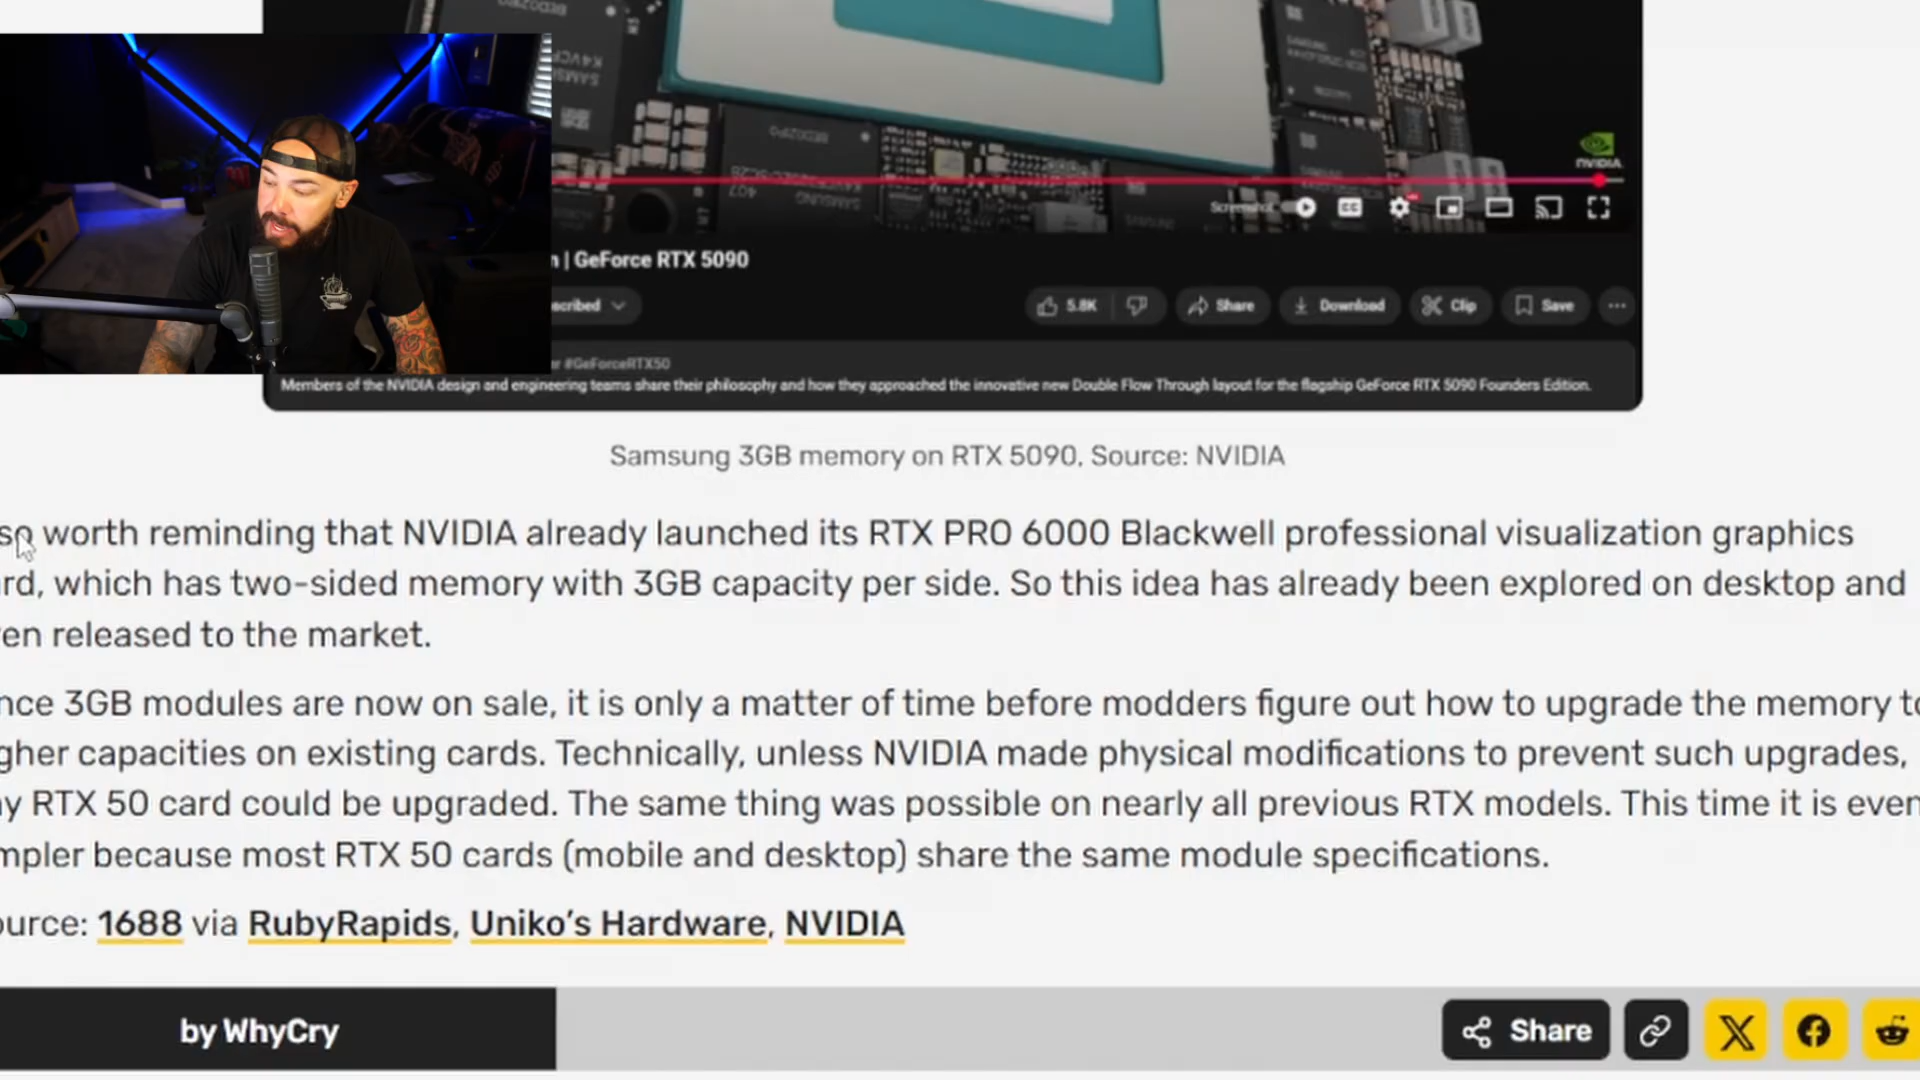 NVIDIA
Screenshot
| GeForce RTX 5090
5.8K
Share
Download
Clip
Save
#GeForceRTX50
Members of the NVIDIA design and engineering teams share their philosophy and how they approached the innovative new Double Flow Through layout for the flagship GeForce RTX 5090 Founders Edition.
Samsung 3GB memory on RTX 5090, Source: NVIDIA
so worth reminding that NVIDIA already launched its RTX PRO 6000 Blackwell professional visualization graphics
rd, which has two-sided memory with 3GB capacity per side. So this idea has already been explored on desktop and
en released to the market.
nce 3GB modules are now on sale, it is only a matter of time before modders figure out how to upgrade the memory to
gher capacities on existing cards. Technically, unless NVIDIA made physical modifications to prevent such upgrades,
y RTX 50 card could be upgraded. The same thing was possible on nearly all previous RTX models. This time it is even
mpler because most RTX 50 cards (mobile and desktop) share the same module specifications.
ource: 1688 via RubyRapids, Uniko's Hardware, NVIDIA
by WhyCry
Share